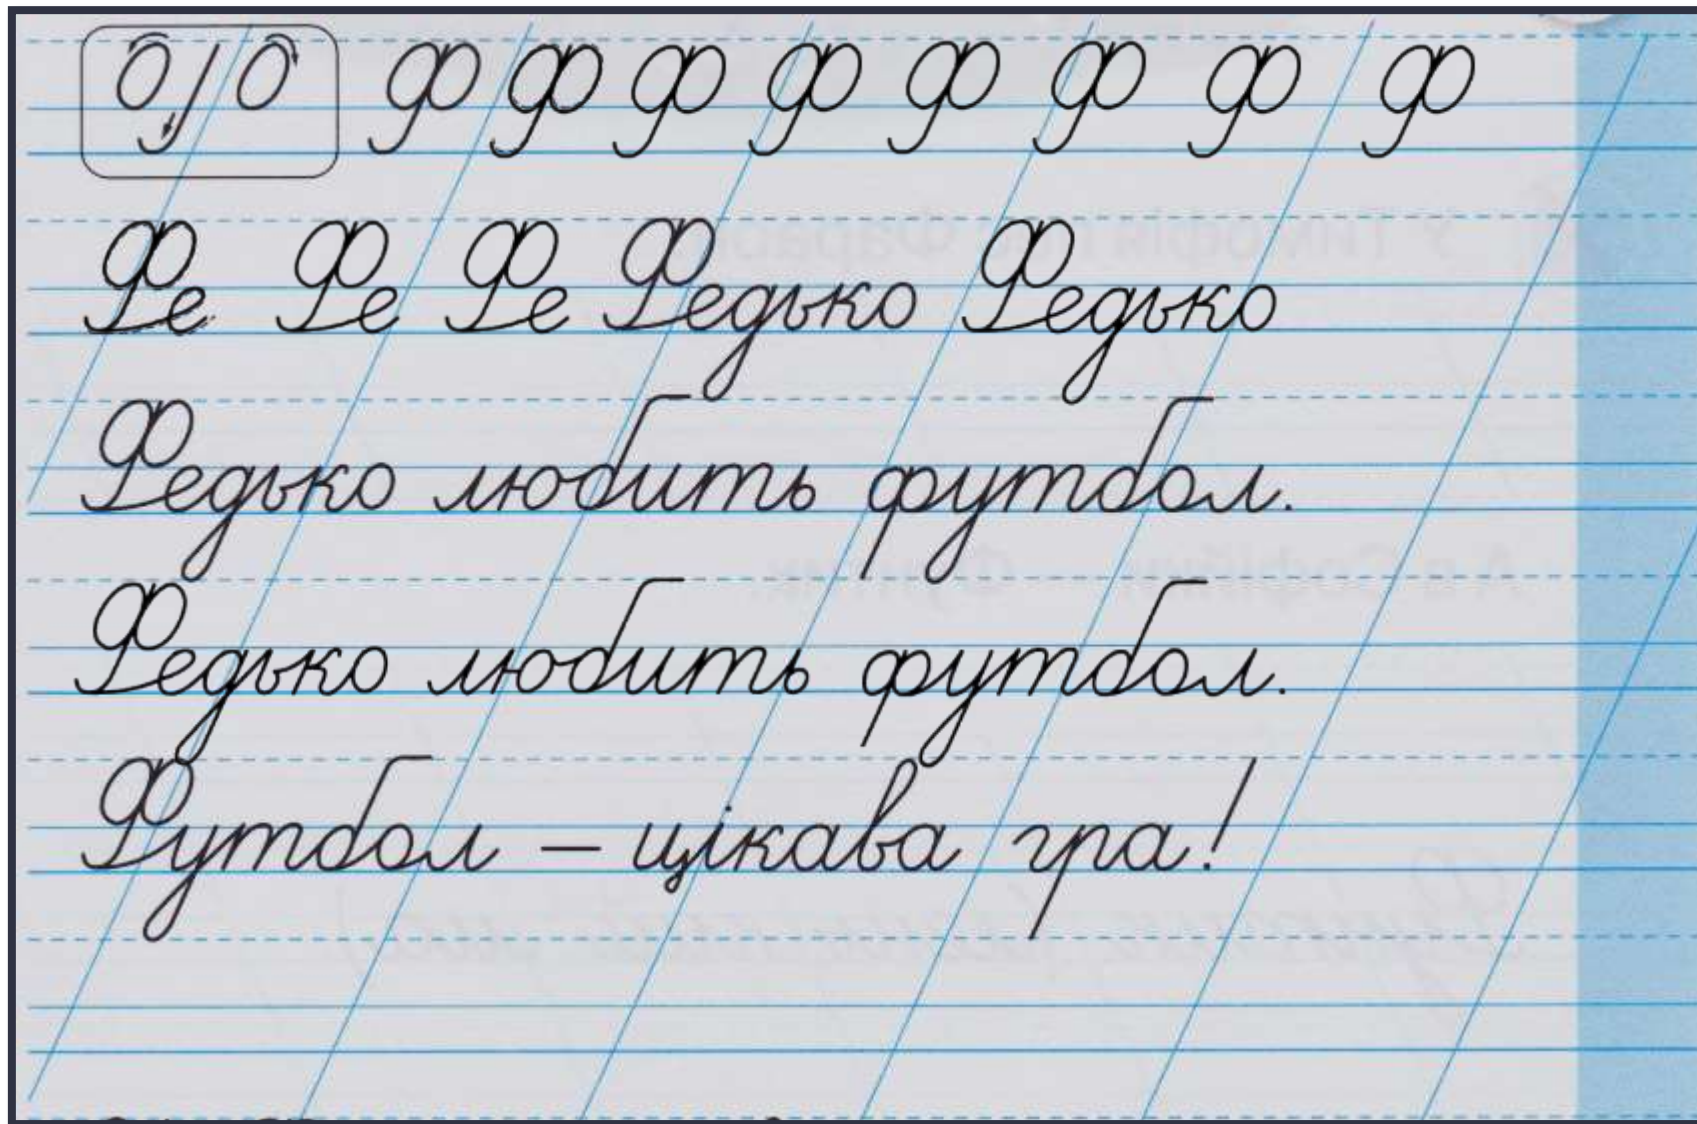 Ф Ф Ф Ф Ф Ф Ф Ф
Фе Фе Фе Федько Федько
Федько любить футбол.
Федько любить футбол.
Футбол – цікава гра!